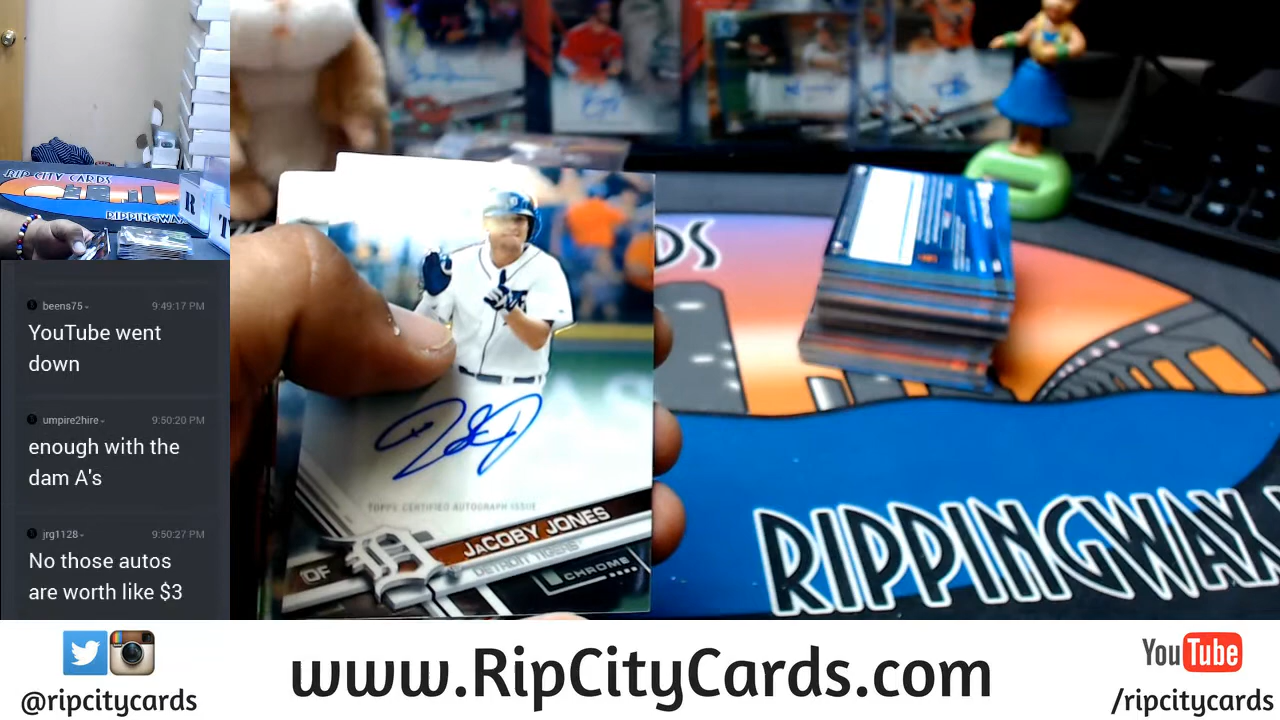 RIP CITY CARDS
RIPPINGWAX
R
T
beens75
9:49:17 PM
YouTube went
down
umpire2hire
9:50:20 PM
enough with the
dam A's
jrg1128
9:50:27 PM
No those autos
are worth like $3
DS
RIPPINGWAX.
TOPPS CERTIFIED AUTOGRAPH ISSUE
JACOBY JONES
DETROIT TIGERS
OF
CHROME
@ripcitycards
www.RipCityCards.com
YouTube
/ripcitycards